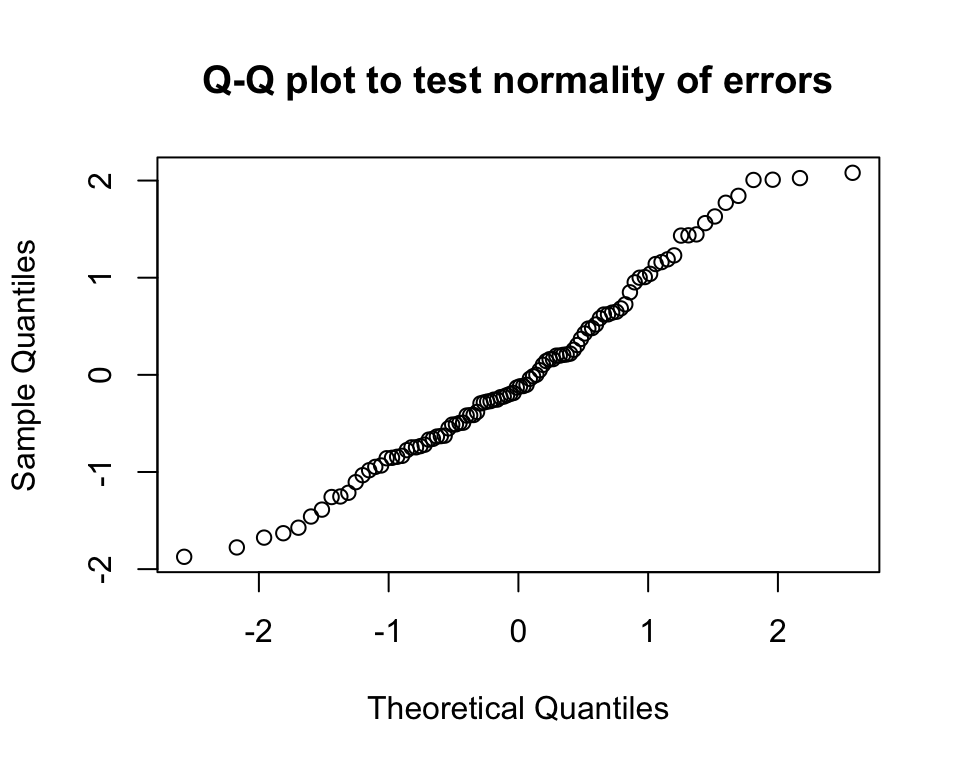 Q-Q plot to test normality of errors
Sample Quantiles
2
1
0
-1
-2
-2 -1 0 1 2
Theoretical Quantiles